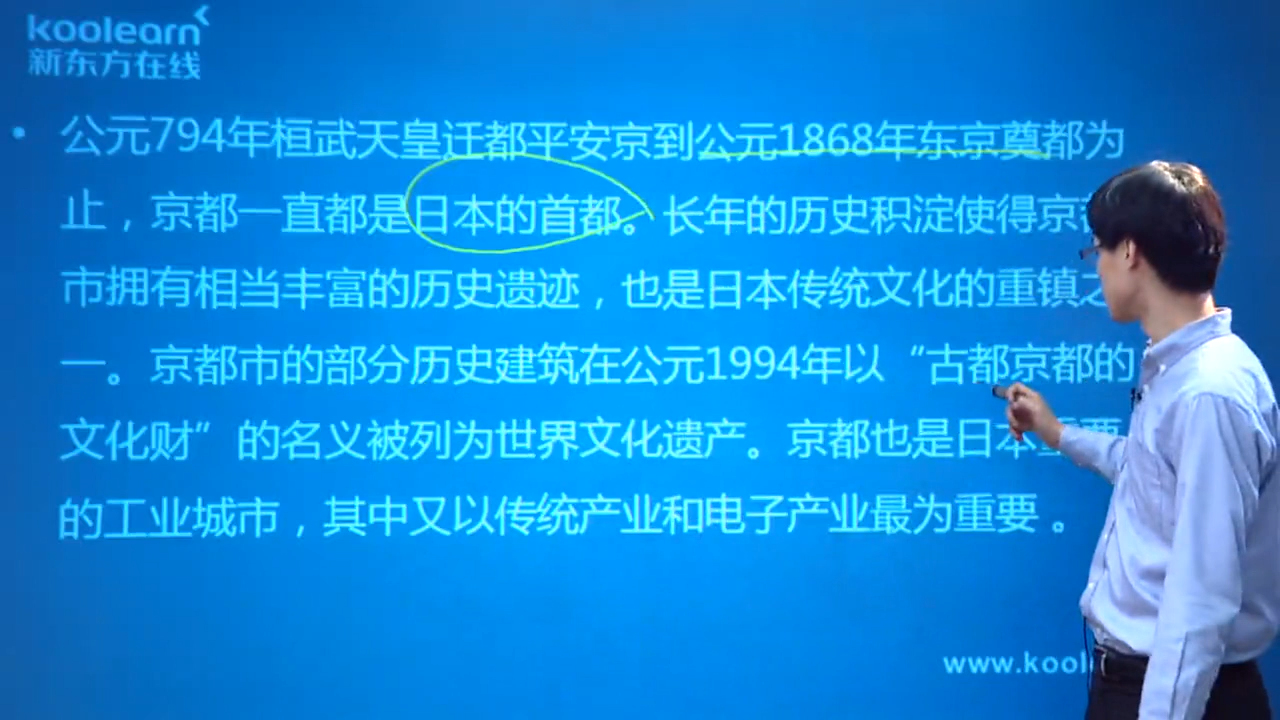 koolearn
新东方在线
• 公元794年桓武天皇迁都平安京到公元1868年东京奠都为
止，京都一直都是日本的首都。长年的历史积淀使得京
市拥有相当丰富的历史遗迹，也是日本传统文化的重镇
一。京都市的部分历史建筑在公元1994年以“古都京都的
文化财”的名义被列为世界文化遗产。京都也是日本
的工业城市，其中又以传统产业和电子产业最为重要 。
www.kool